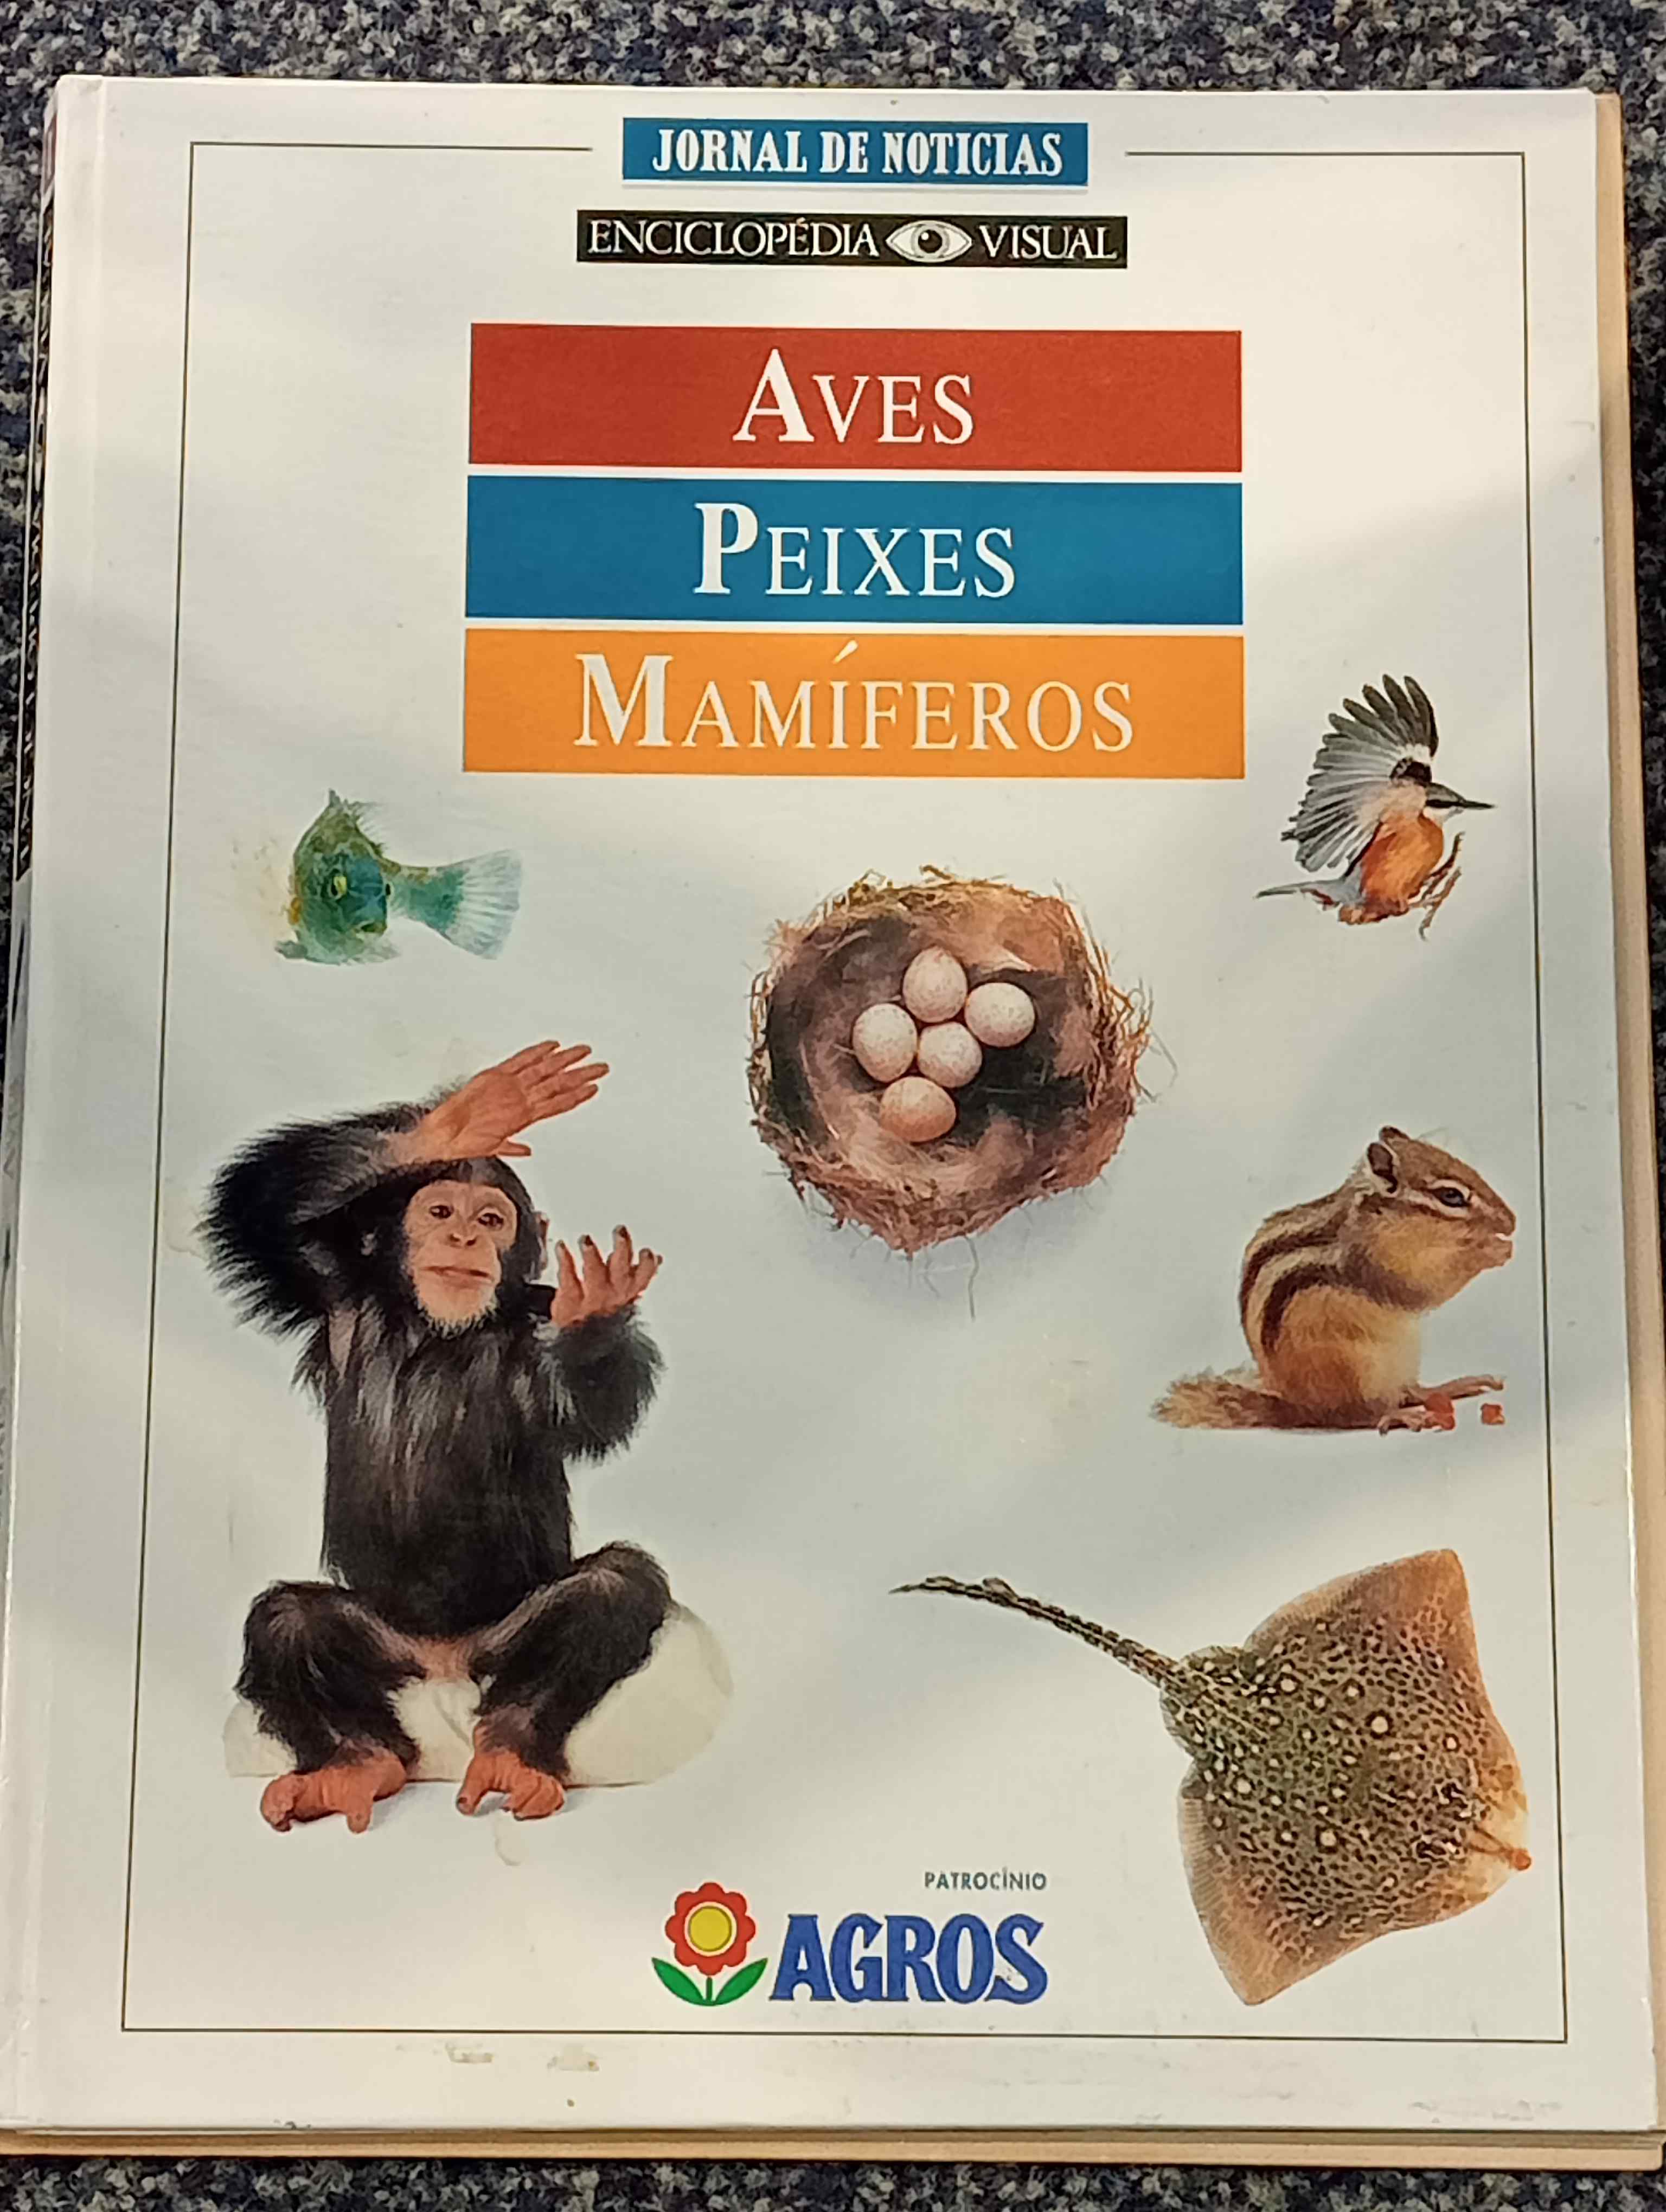 JORNAL DE NOTICIAS
ENCICLOPÉDIA VISUAL
AVES
PEIXES
MAMÍFEROS
PATROCÍNIO
AGROS